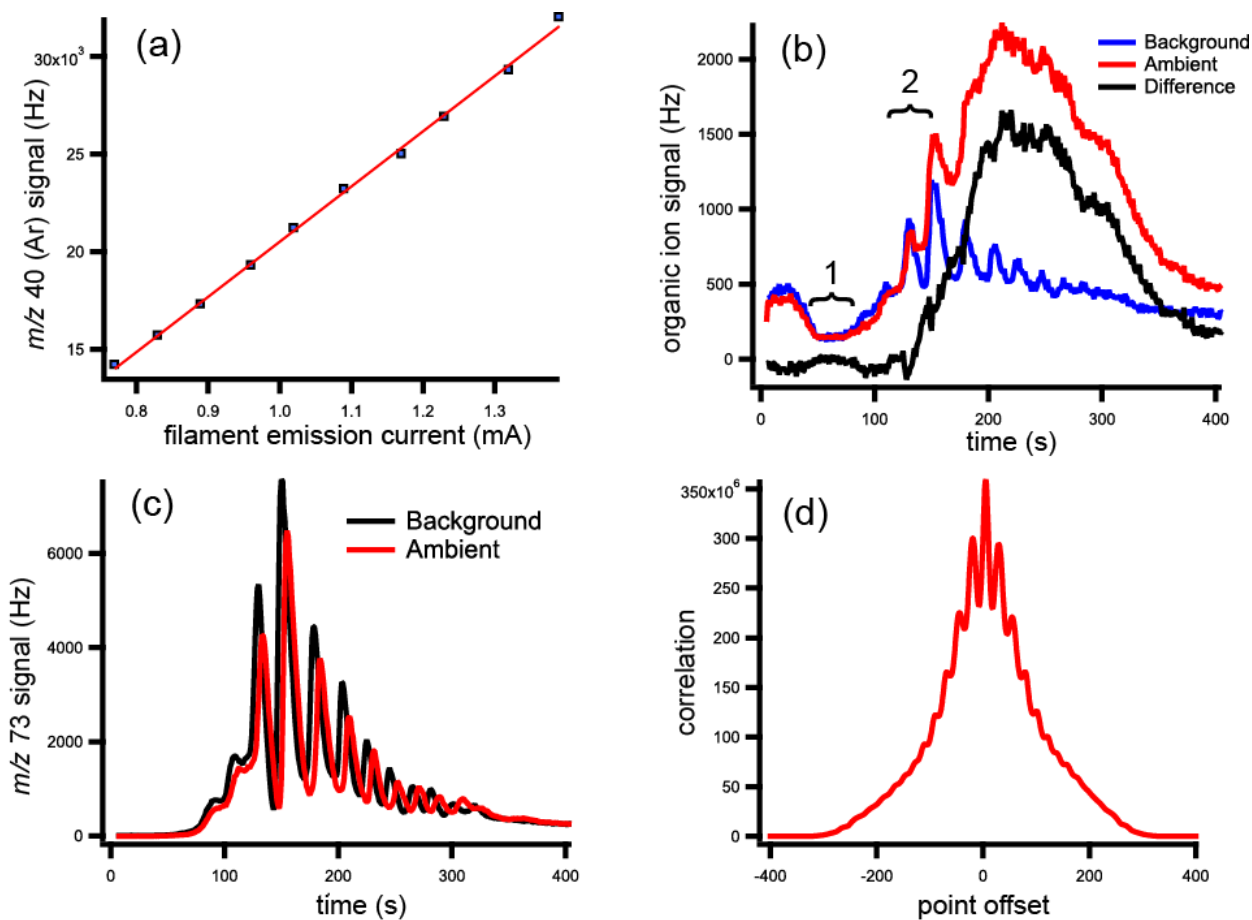 (a)
30x10³
25
20
15
m/z 40 (Ar) signal (Hz)
0.8 0.9 1.0 1.1 1.2 1.3
filament emission current (mA)
(b)
Background
Ambient
Difference
1
2
2000
1500
1000
500
0
organic ion signal (Hz)
0 100 200 300 400
time (s)
(c)
Background
Ambient
6000
4000
2000
0
m/z 73 signal (Hz)
0 100 200 300 400
time (s)
(d)
350x10⁶
300
250
200
150
100
50
0
correlation
-400 -200 0 200 400
point offset